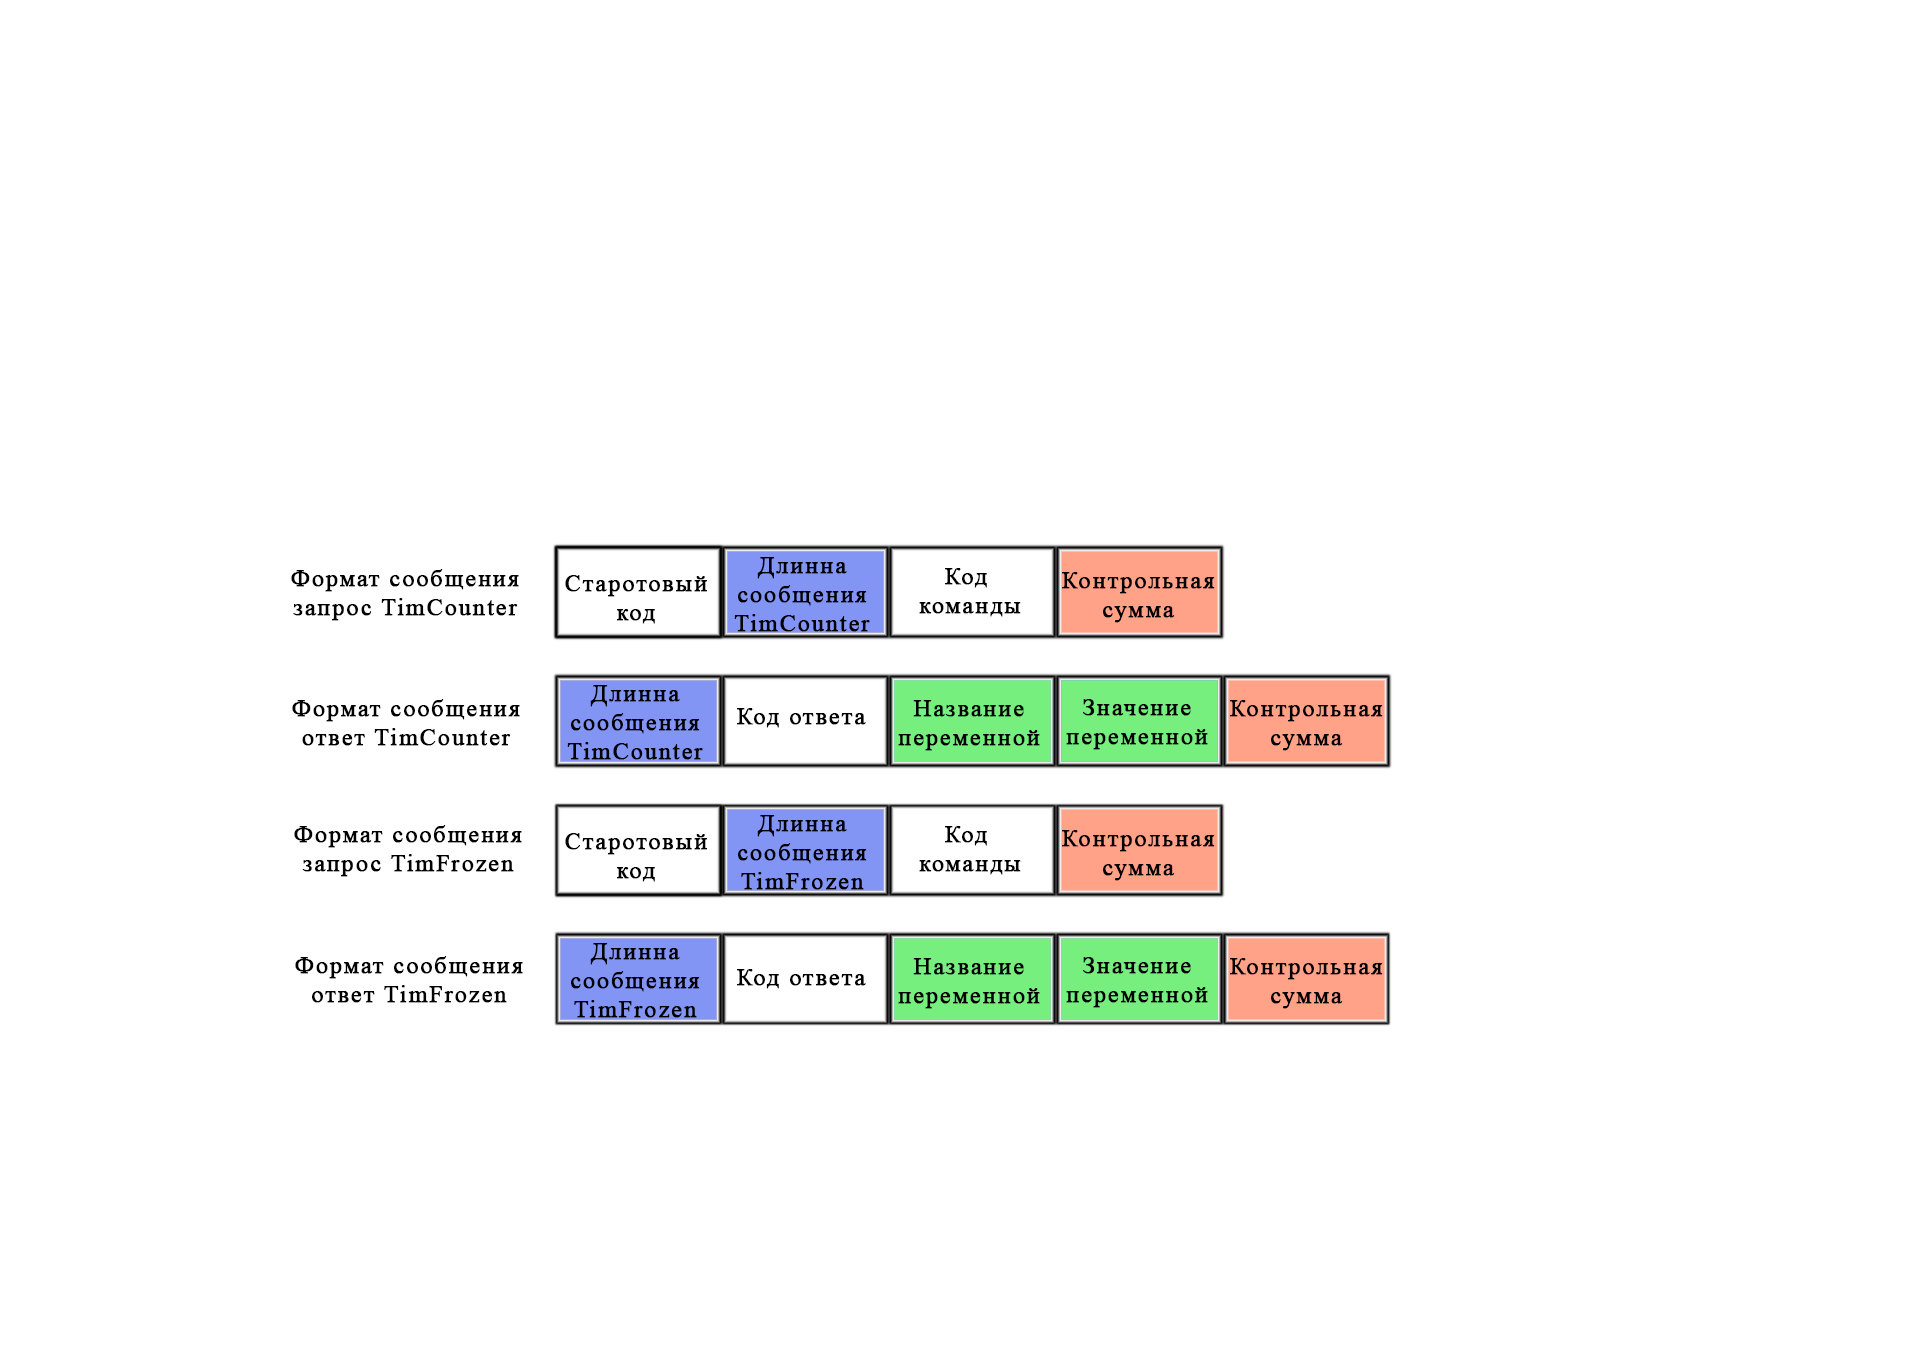 Формат сообщения
запрос TimCounter
Старотовый
код
Длинна
сообщения
TimCounter
Код
команды
Контрольная
сумма
Формат сообщения
ответ TimCounter
Длинна
сообщения
TimCounter
Код ответа
Название
переменной
Значение
переменной
Контрольная
сумма
Формат сообщения
запрос TimFrozen
Старотовый
код
Длинна
сообщения
TimFrozen
Код
команды
Контрольная
сумма
Формат сообщения
ответ TimFrozen
Длинна
сообщения
TimFrozen
Код ответа
Название
переменной
Значение
переменной
Контрольная
сумма